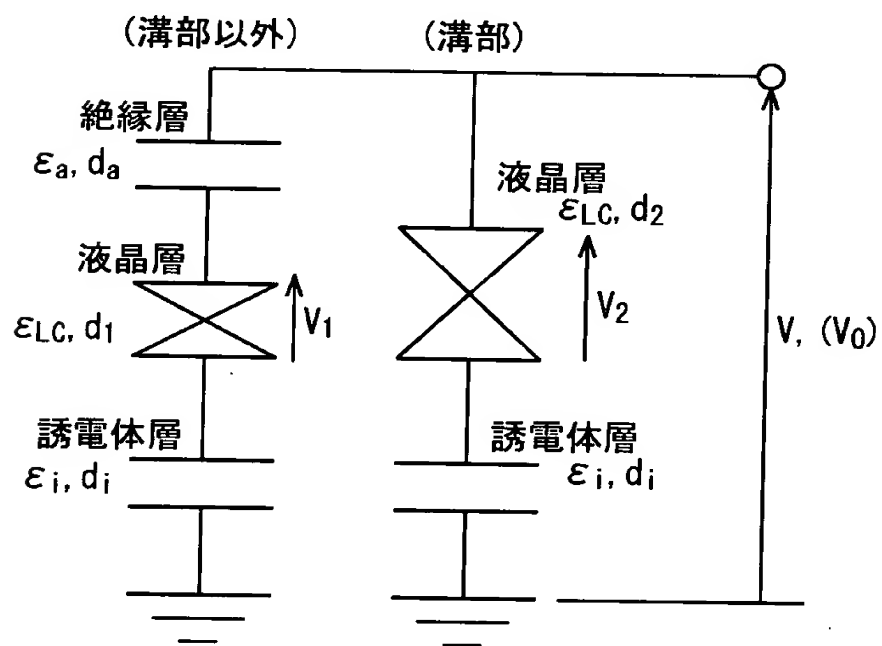 (溝部以外)
(溝部)
絶縁層
εa, da
液晶層
εLC, d1
V1
誘電体層
εi, di
液晶層
εLC, d2
V2
誘電体層
εi, di
V, (V0)